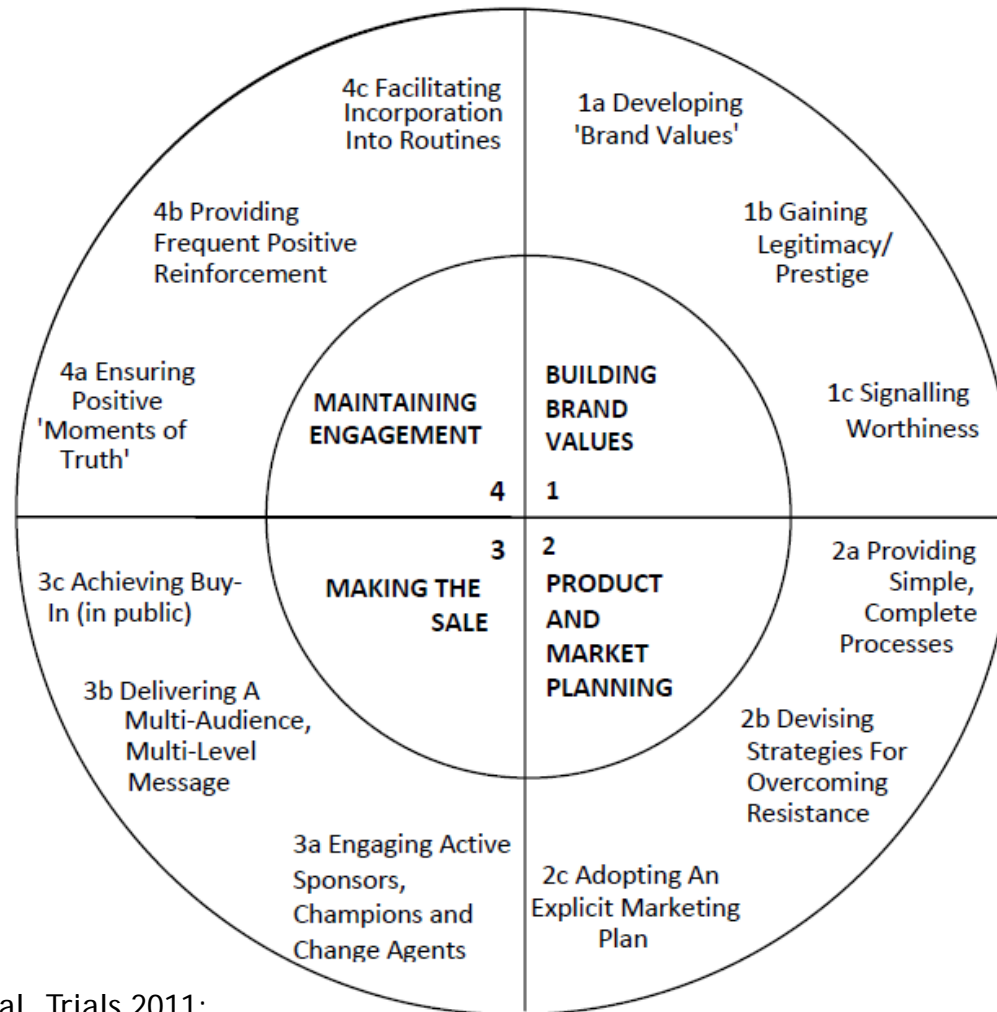 1a Developing
'Brand Values'
1b Gaining
Legitimacy/
Prestige
1c Signalling
Worthiness
BUILDING
BRAND
VALUES
1
2
PRODUCT
AND
MARKET
PLANNING
2a Providing
Simple,
Complete
Processes
2b Devising
Strategies For
Overcoming
Resistance
2c Adopting An
Explicit Marketing
Plan
3
MAKING THE
SALE
3a Engaging Active
Sponsors,
Champions and
Change Agents
3b Delivering A
Multi-Audience,
Multi-Level
Message
3c Achieving Buy-
In (in public)
MAINTAINING
ENGAGEMENT
4
4a Ensuring
Positive
'Moments of
Truth'
4b Providing
Frequent Positive
Reinforcement
4c Facilitating
Incorporation
Into Routines
al Trials 2011;